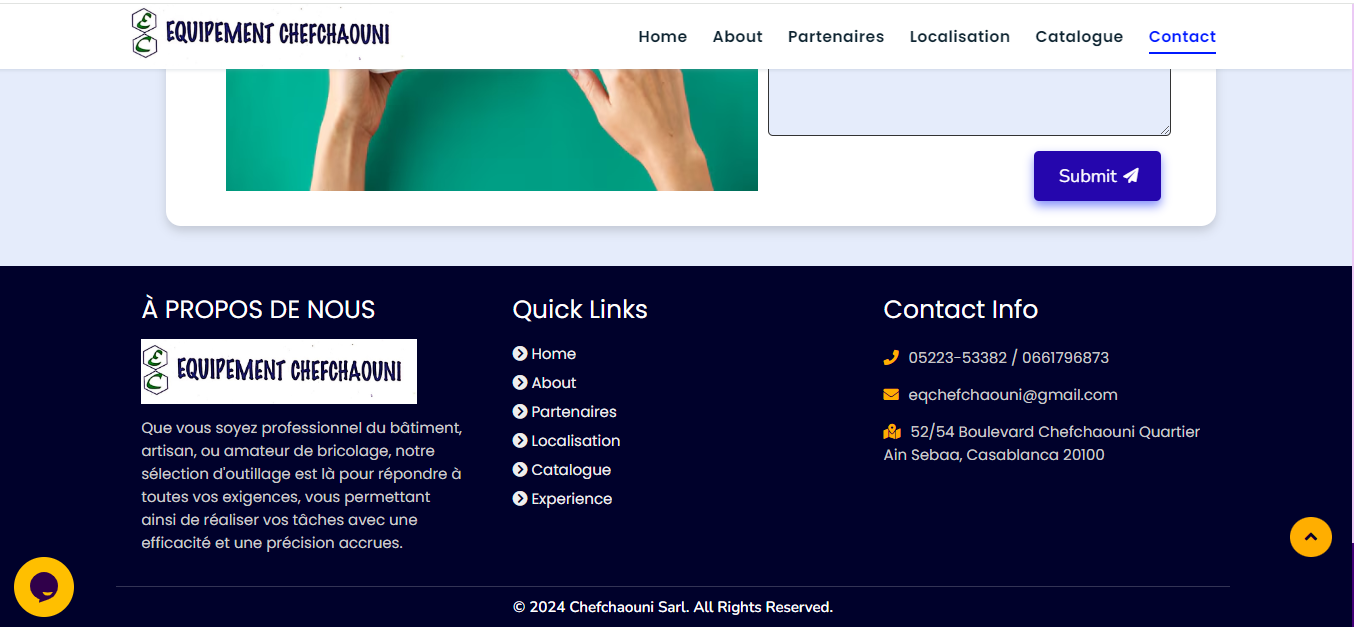 EQUIPEMENT CHEFCHAOUNI
Home About Partenaires Localisation Catalogue Contact
Submit
À PROPOS DE NOUS
EQUIPEMENT CHEFCHAOUNI
Que vous soyez professionnel du bâtiment,
artisan, ou amateur de bricolage, notre
sélection d'outillage est là pour répondre à
toutes vos exigences, vous permettant
ainsi de réaliser vos tâches avec une
efficacité et une précision accrues.
Quick Links
Home
About
Partenaires
Localisation
Catalogue
Experience
Contact Info
05223-53382 / 0661796873
eqchefchaouni@gmail.com
52/54 Boulevard Chefchaouni Quartier
Ain Sebaa, Casablanca 20100
© 2024 Chefchaouni Sarl. All Rights Reserved.